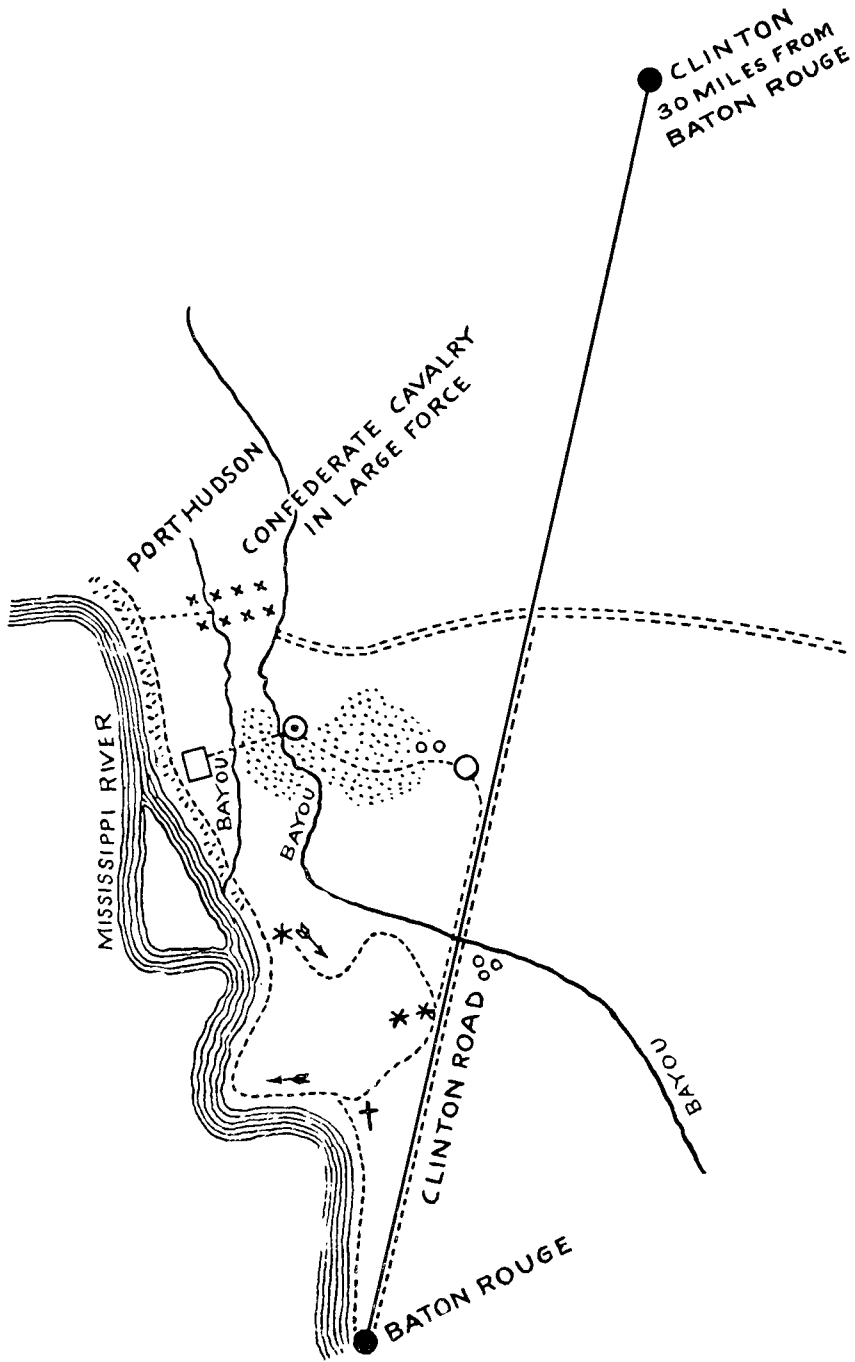 CLINTON
30 MILES FROM
BATON ROUGE
CONFEDERATE CAVALRY
IN LARGE FORCE
PORT HUDSON
MISSISSIPPI RIVER
BAYOU
BAYOU
CLINTON ROAD
BAYOU
BATON ROUGE